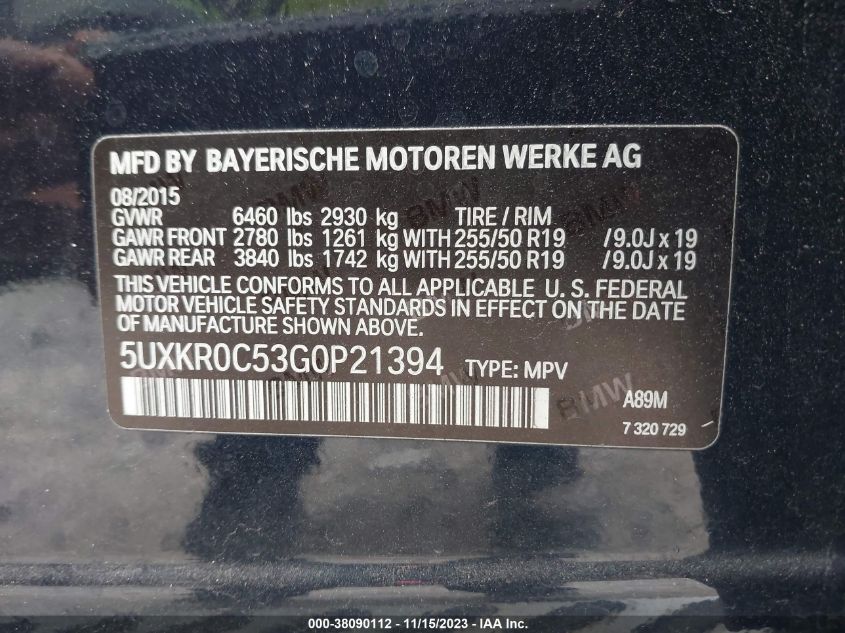 MFD BY BAYERISCHE MOTOREN WERKE AG
08/2015
GVWR 6460 lbs 2930 kg TIRE / RIM
GAWR FRONT 2780 lbs 1261 kg WITH 255/50 R19 /9.0J x 19
GAWR REAR 3840 lbs 1742 kg WITH 255/50 R19 /9.0J x 19
THIS VEHICLE CONFORMS TO ALL APPLICABLE U. S. FEDERAL
MOTOR VEHICLE SAFETY STANDARDS IN EFFECT ON THE DATE
OF MANUFACTURE SHOWN ABOVE.
5UXKR0C53G0P21394 TYPE: MPV
BMW
A89M
7 320 729
000-38090112 - 11/15/2023 - IAA Inc.